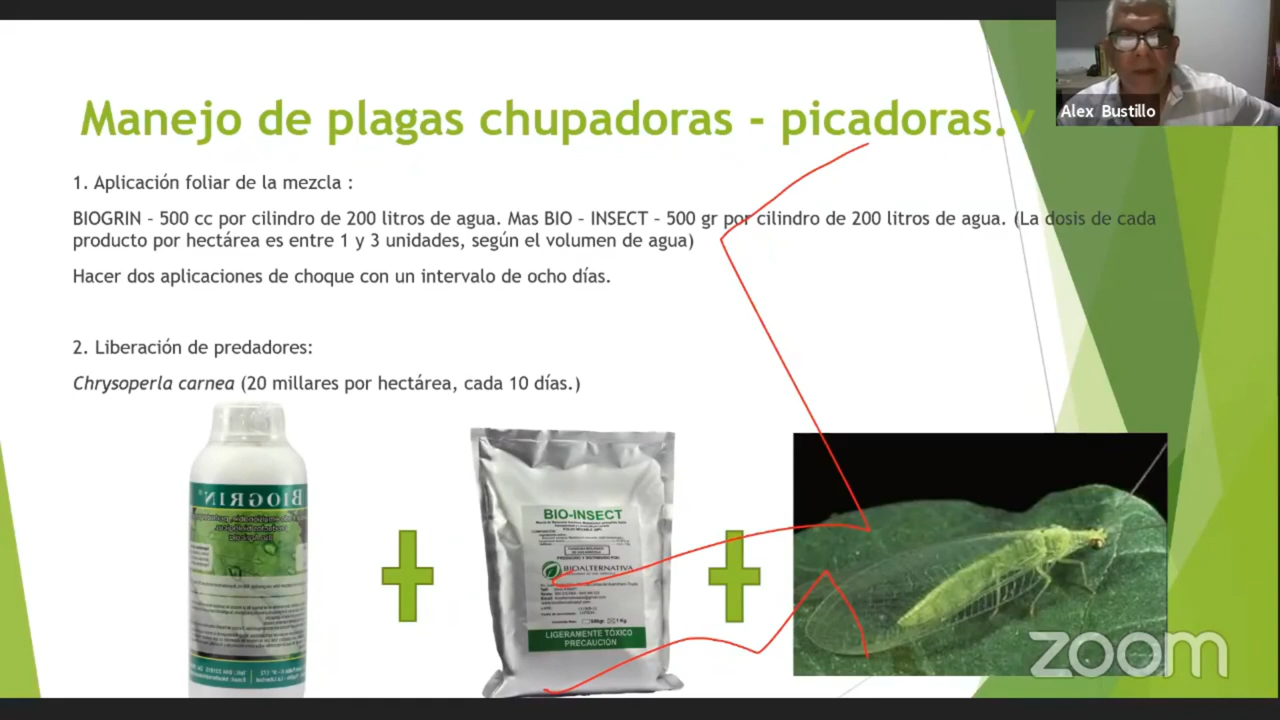 Alex Bustillo
Manejo de plagas chupadoras - picadoras.y
1. Aplicación foliar de la mezcla :
BIOGRIN – 500 cc por cilindro de 200 litros de agua. Mas BIO – INSECT – 500 gr por cilindro de 200 litros de agua. (La dosis de cada
producto por hectárea es entre 1 y 3 unidades, según el volumen de agua)
Hacer dos aplicaciones de choque con un intervalo de ocho días.
2. Liberación de predadores:
Chrysoperla carnea (20 millares por hectárea, cada 10 días.)
BIOGRIN
BIO-INSECT
BIOALTERNATIVA
LIGERAMENTE TÓXICO
PRECAUCIÓN
zoom